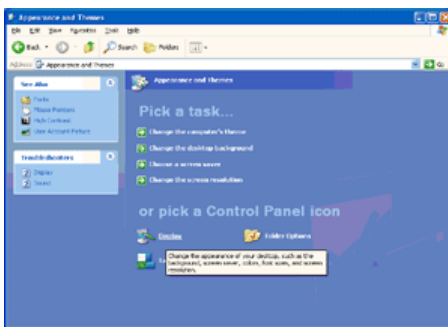 Appearance and Themes
File Edit View Favorites Tools Help
Back Search Folders
Address Appearance and Themes Go
See Also
Fonts
Mouse Pointers
High Contrast
User Account Picture
Troubleshooters
Display
Sound
Appearance and Themes
Pick a task...
Change the computer's theme
Change the desktop background
Choose a screen saver
Change the screen resolution
or pick a Control Panel icon
Display
Folder Options
Change the appearance of your desktop, such as the
background, screen saver, colors, font sizes, and screen
resolution.